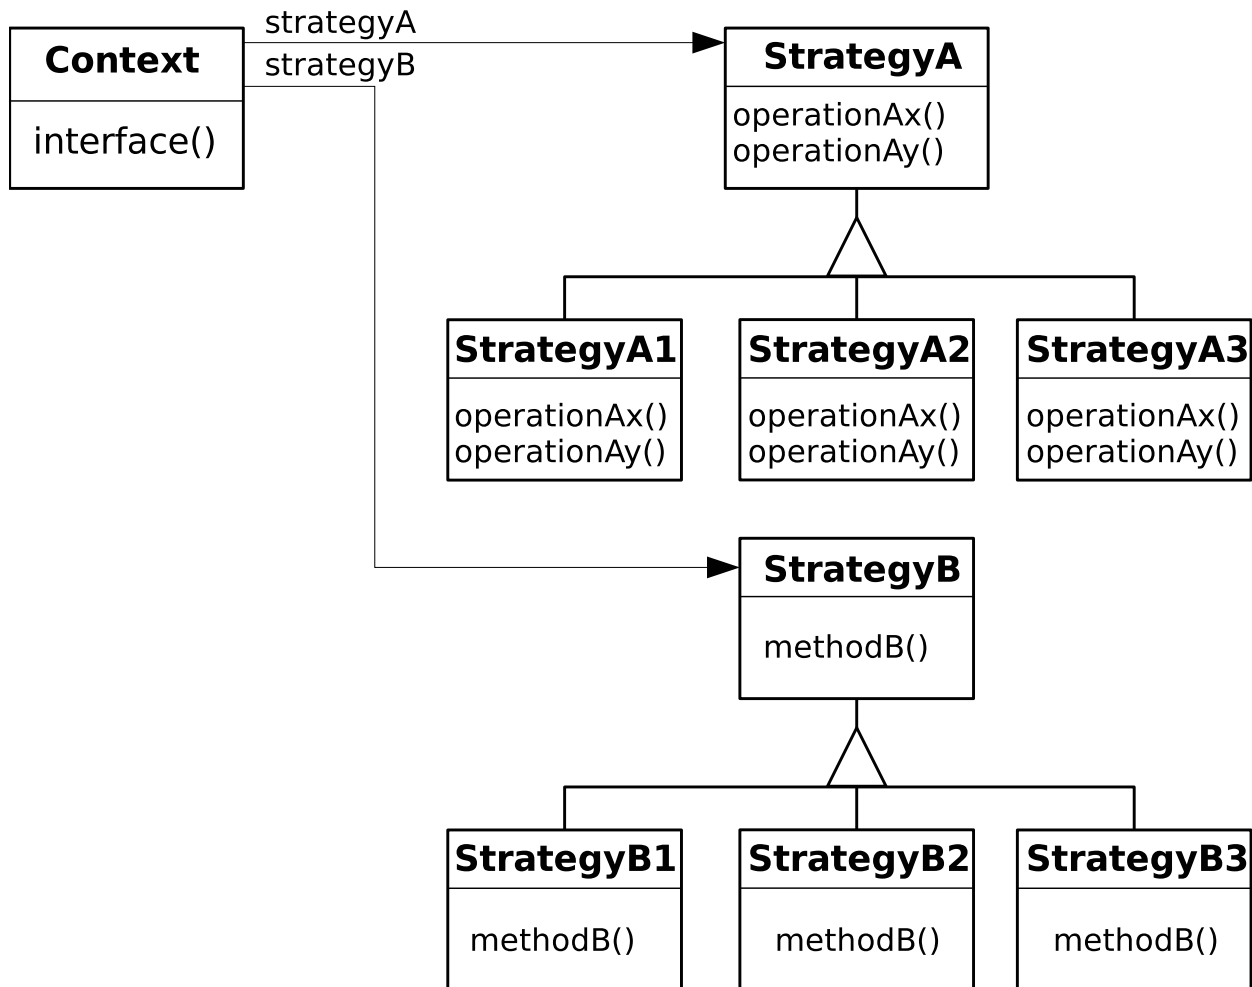 strategyA
Context
strategyB
interface()
StrategyA
operationAx()
operationAy()
StrategyA1
operationAx()
operationAy()
StrategyA2
operationAx()
operationAy()
StrategyA3
operationAx()
operationAy()
StrategyB
methodB()
StrategyB1
methodB()
StrategyB2
methodB()
StrategyB3
methodB()